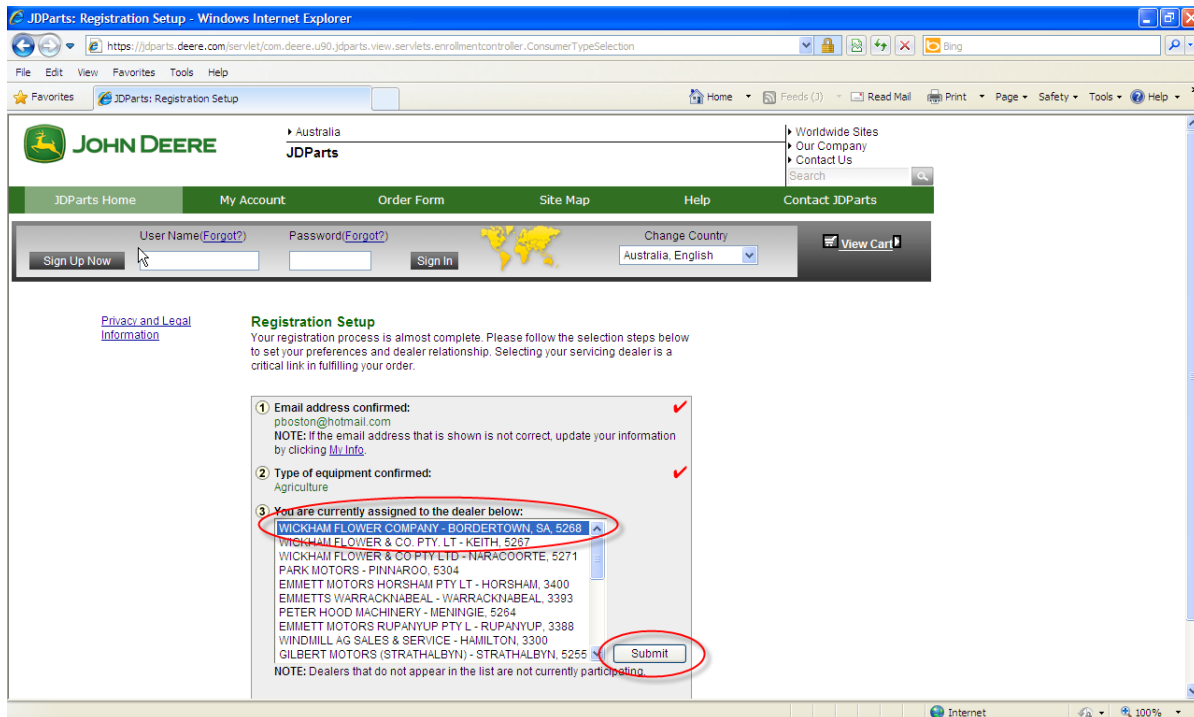 JDParts: Registration Setup - Windows Internet Explorer
https://jdparts.deere.com/servlet/com.deere.u90.jdparts.view.servlets.enrollmentcontroller.ConsumerTypeSelection
Bing
File Edit View Favorites Tools Help
Favorites JDParts: Registration Setup Home Feeds (J) Read Mail Print Page Safety Tools Help
JOHN DEERE
Australia
JDParts
Worldwide Sites
Our Company
Contact Us
Search
JDParts Home My Account Order Form Site Map Help Contact JDParts
User Name(Forgot?) Password(Forgot?) Change Country
Sign Up Now Sign In Australia, English View Cart
Privacy and Legal
Information
Registration Setup
Your registration process is almost complete. Please follow the selection steps below
to set your preferences and dealer relationship. Selecting your servicing dealer is a
critical link in fulfilling your order.
1 Email address confirmed:
pboston@hotmail.com
NOTE: If the email address that is shown is not correct, update your information
by clicking My Info.
2 Type of equipment confirmed:
Agriculture
3 You are currently assigned to the dealer below:
WICKHAM FLOWER COMPANY - BORDERTOWN, SA, 5268
WICKHAM FLOWER & CO. PTY. LT - KEITH, 5267
WICKHAM FLOWER & CO PTY LTD - NARACOORTE, 5271
PARK MOTORS - PINNAROO, 5304
EMMETT MOTORS HORSHAM PTY LT - HORSHAM, 3400
EMMETTS WARRACKNABEAL - WARRACKNABEAL, 3393
PETER HOOD MACHINERY - MENINGIE, 5264
EMMETT MOTORS RUPANYUP PTY L - RUPANYUP, 3388
WINDMILL AG SALES & SERVICE - HAMILTON, 3300
GILBERT MOTORS (STRATHALBYN) - STRATHALBYN, 5255
Submit
NOTE: Dealers that do not appear in the list are not currently participating.
Internet 100%